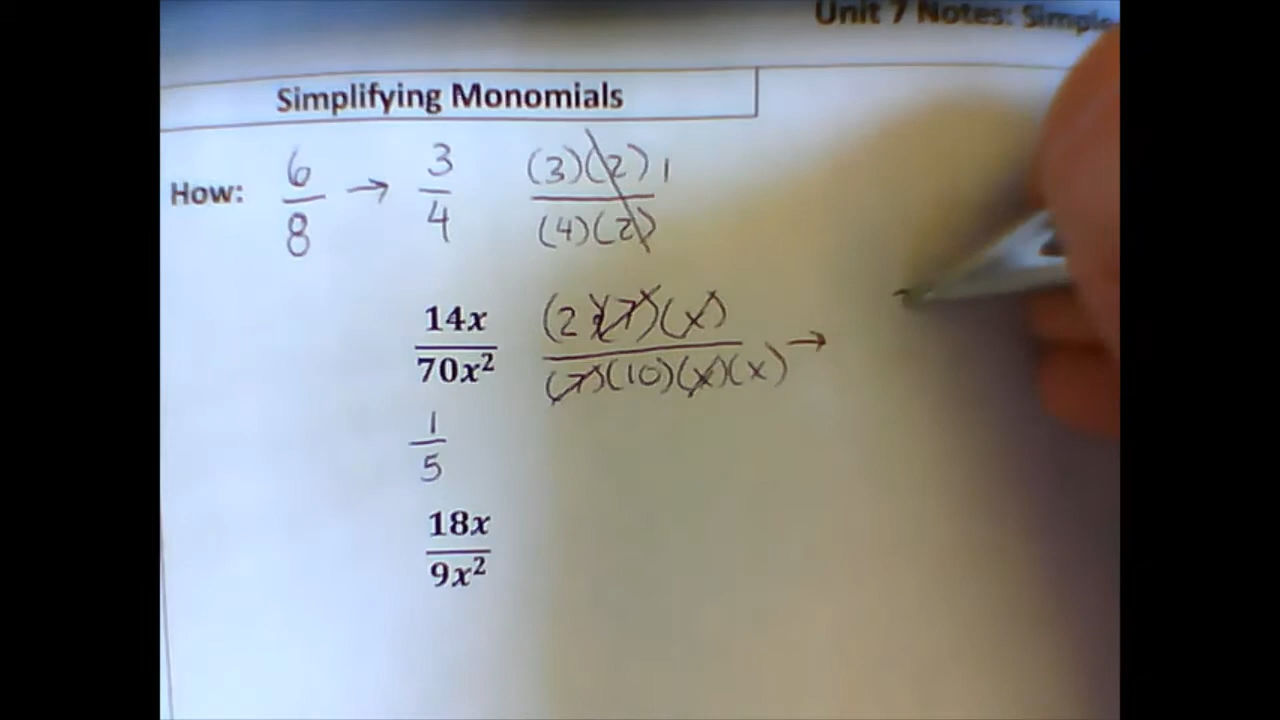 Unit 7 Notes: Simple
Simplifying Monomials
How: 6/8 → 3/4 (3)(2) 1/(4)(2)
14x/70x² (2)(7)(x)/(7)(10)(x)(x) →
1/5
18x/9x²